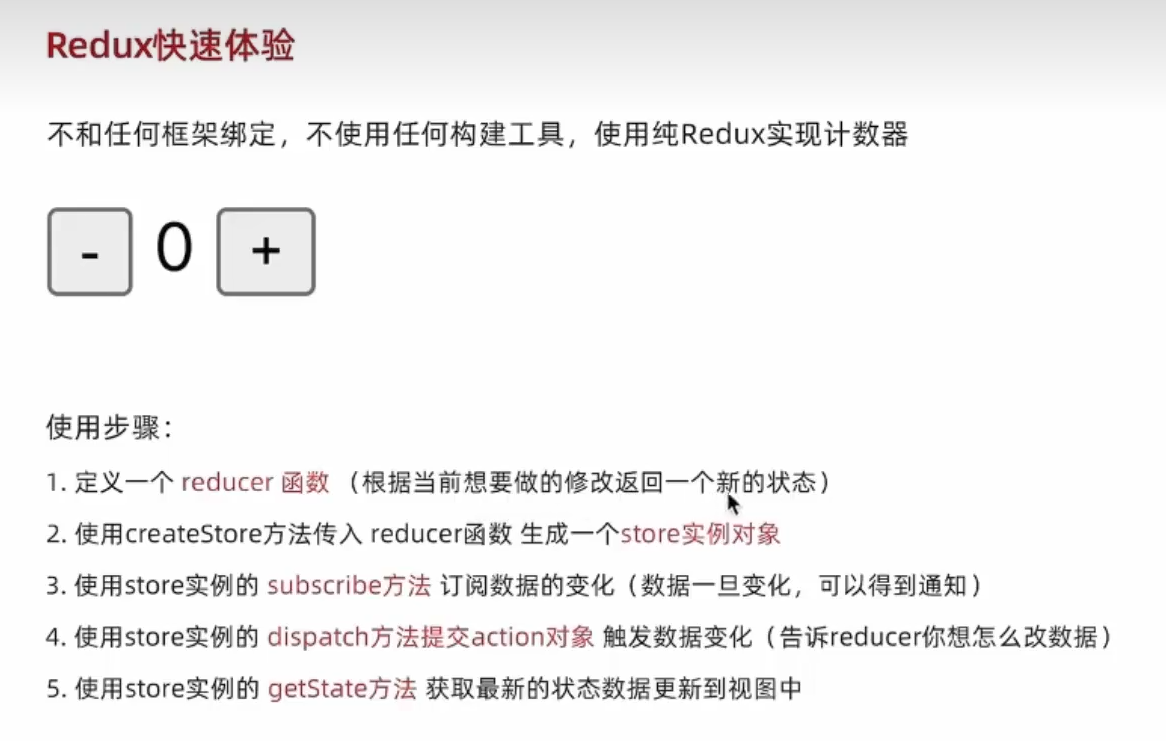 Redux快速体验
不和任何框架绑定，不使用任何构建工具，使用纯Redux实现计数器
- 0 +
使用步骤：
1. 定义一个 reducer 函数 （根据当前想要做的修改返回一个新的状态）
2. 使用createStore方法传入 reducer函数 生成一个store实例对象
3. 使用store实例的 subscribe方法 订阅数据的变化（数据一旦变化，可以得到通知）
4. 使用store实例的 dispatch方法提交action对象 触发数据变化（告诉reducer你想怎么改数据）
5. 使用store实例的 getState方法 获取最新的状态数据更新到视图中